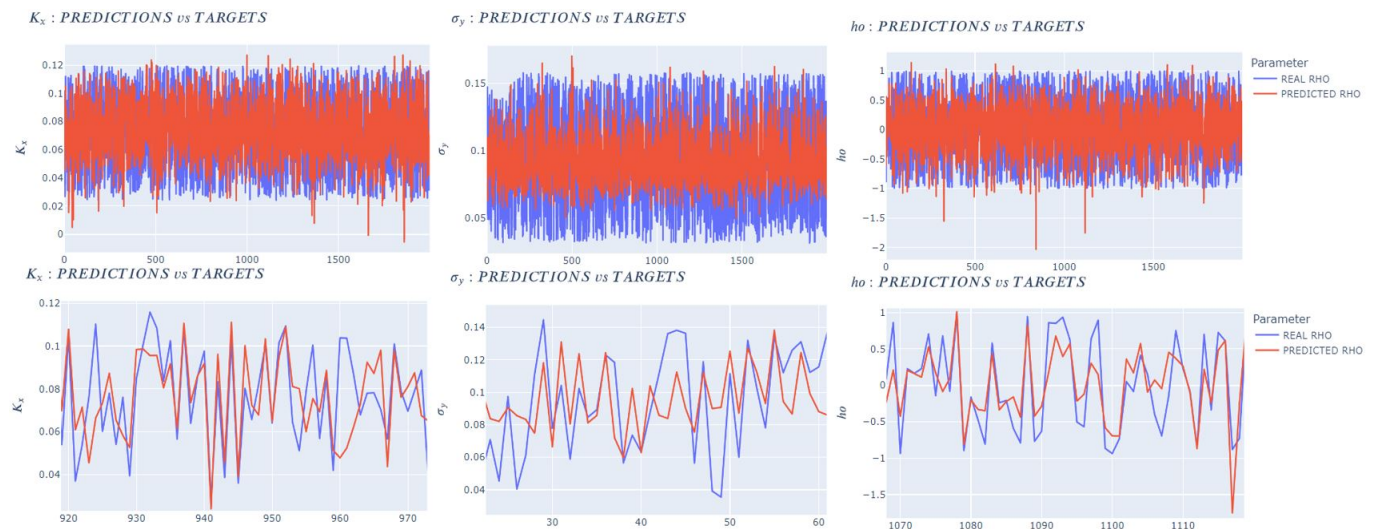 K_x : PREDICTIONS vs TARGETS
σ_y : PREDICTIONS vs TARGETS
ho : PREDICTIONS vs TARGETS
0.12
0.1
0.08
0.06
0.04
0.02
0
K_x
0 500 1000 1500
0.15
0.1
0.05
σ_y
0 500 1000 1500
1
0.5
0
−0.5
−1
−1.5
−2
ho
0 500 1000 1500
Parameter
REAL RHO
PREDICTED RHO
K_x : PREDICTIONS vs TARGETS
σ_y : PREDICTIONS vs TARGETS
ho : PREDICTIONS vs TARGETS
0.12
0.1
0.08
0.06
0.04
K_x
920 930 940 950 960 970
0.14
0.12
0.1
0.08
0.06
0.04
σ_y
30 40 50 60
1
0.5
0
−0.5
−1
−1.5
ho
1070 1080 1090 1100 1110
Parameter
REAL RHO
PREDICTED RHO